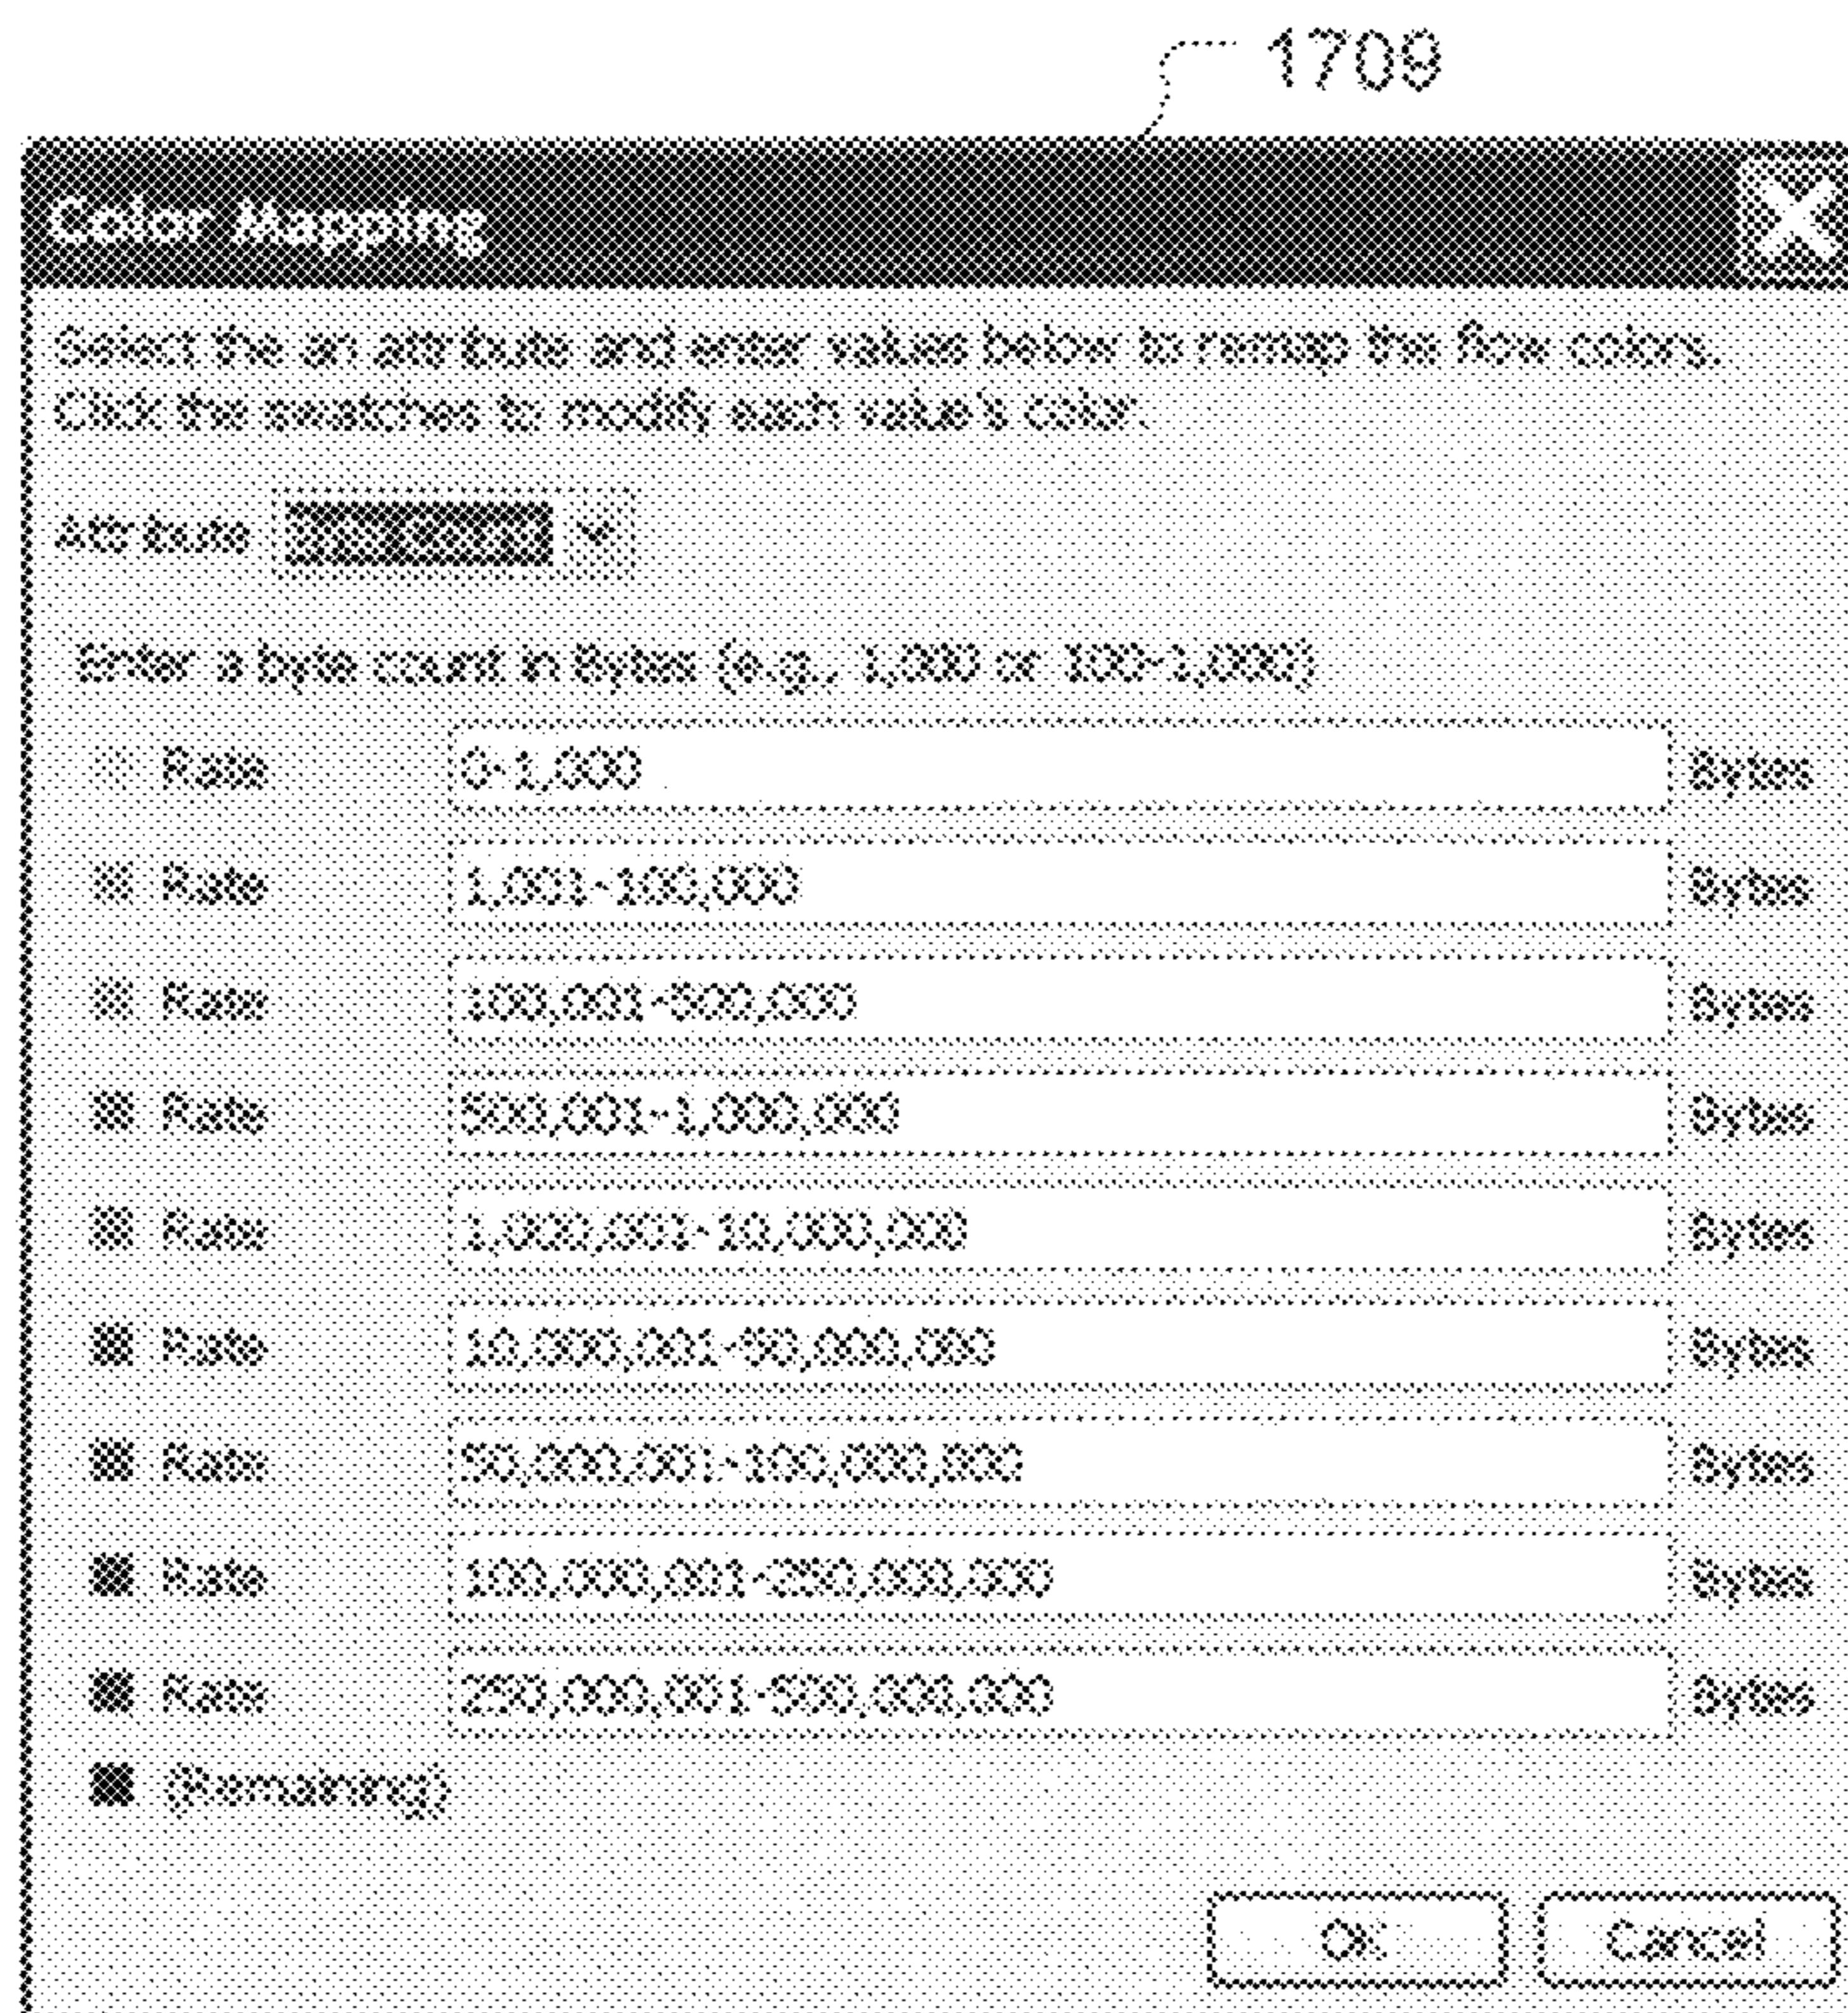 1709
Color Mapping
Select the an attribute and enter values below to remap the flow colors.
Click the swatches to modify each value's color.
Attribute
Enter a byte count in Bytes (e.g., 1,000 or 100-1,000)
Rate 0-1,000 Bytes
Rate 1,001-100,000 Bytes
Rate 100,001-500,000 Bytes
Rate 500,001-1,000,000 Bytes
Rate 1,000,001-10,000,000 Bytes
Rate 10,000,001-50,000,000 Bytes
Rate 50,000,001-100,000,000 Bytes
Rate 100,000,001-250,000,000 Bytes
Rate 250,000,001-500,000,000 Bytes
(Remaining)
OK Cancel